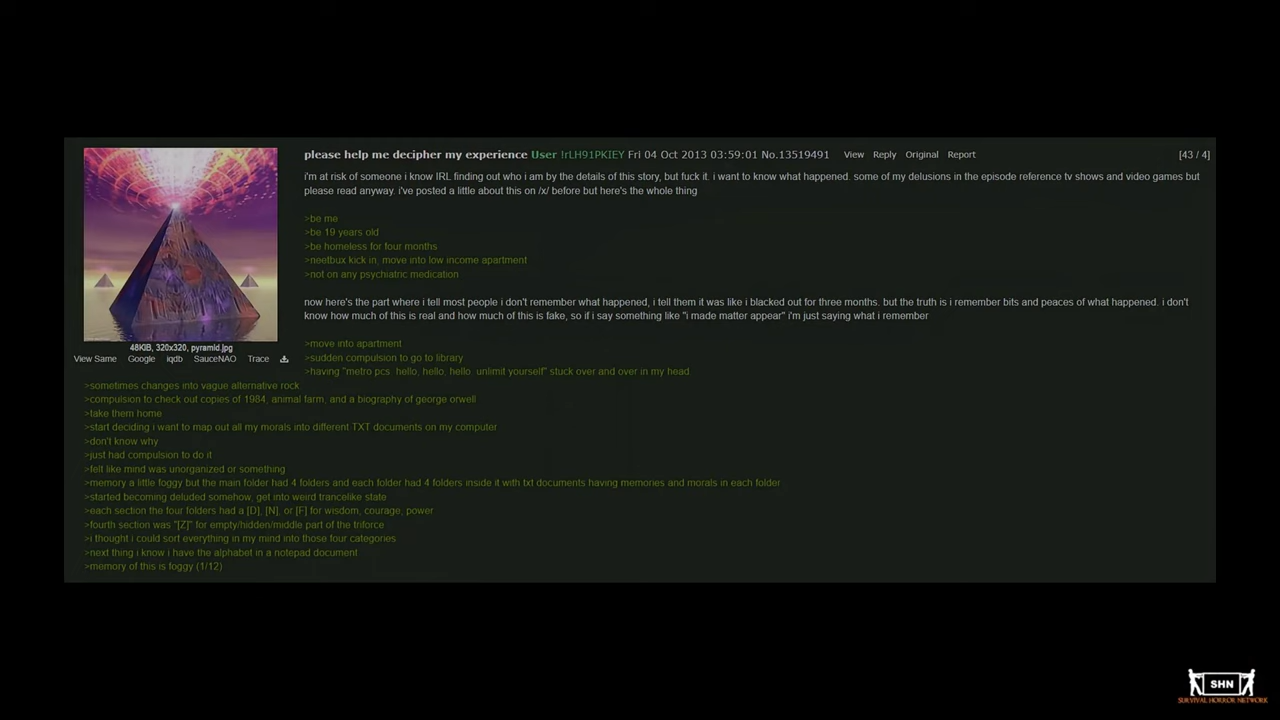 please help me decipher my experience User !rLH91PKIEY Fri 04 Oct 2013 03:59:01 No.13519491 View Reply Original Report [43 / 4]
i'm at risk of someone i know IRL finding out who i am by the details of this story, but fuck it. i want to know what happened. some of my delusions in the episode reference tv shows and video games but
please read anyway. i've posted a little about this on /x/ before but here's the whole thing
>be me
>be 19 years old
>be homeless for four months
>neetbux kick in, move into low income apartment
>not on any psychiatric medication
now here's the part where i tell most people i don't remember what happened, i tell them it was like i blacked out for three months. but the truth is i remember bits and peaces of what happened. i don't
know how much of this is real and how much of this is fake, so if i say something like "i made matter appear" i'm just saying what i remember
48KiB, 320x320, pyramid.jpg
View Same Google iqdb SauceNAO Trace
>move into apartment
>sudden compulsion to go to library
>having "metro pcs. hello, hello, hello. unlimit yourself" stuck over and over in my head.
>sometimes changes into vague alternative rock
>compulsion to check out copies of 1984, animal farm, and a biography of george orwell
>take them home
>start deciding i want to map out all my morals into different TXT documents on my computer
>don't know why
>just had compulsion to do it
>felt like mind was unorganized or something
>memory a little foggy but the main folder had 4 folders and each folder had 4 folders inside it with txt documents having memories and morals in each folder
>started becoming deluded somehow, get into weird trancelike state
>each section the four folders had a [D], [N], or [F] for wisdom, courage, power
>fourth section was "[Z]" for empty/hidden/middle part of the triforce
>i thought i could sort everything in my mind into those four categories
>next thing i know i have the alphabet in a notepad document
>memory of this is foggy (1/12)
SHN
SURVIVAL HORROR NETWORK